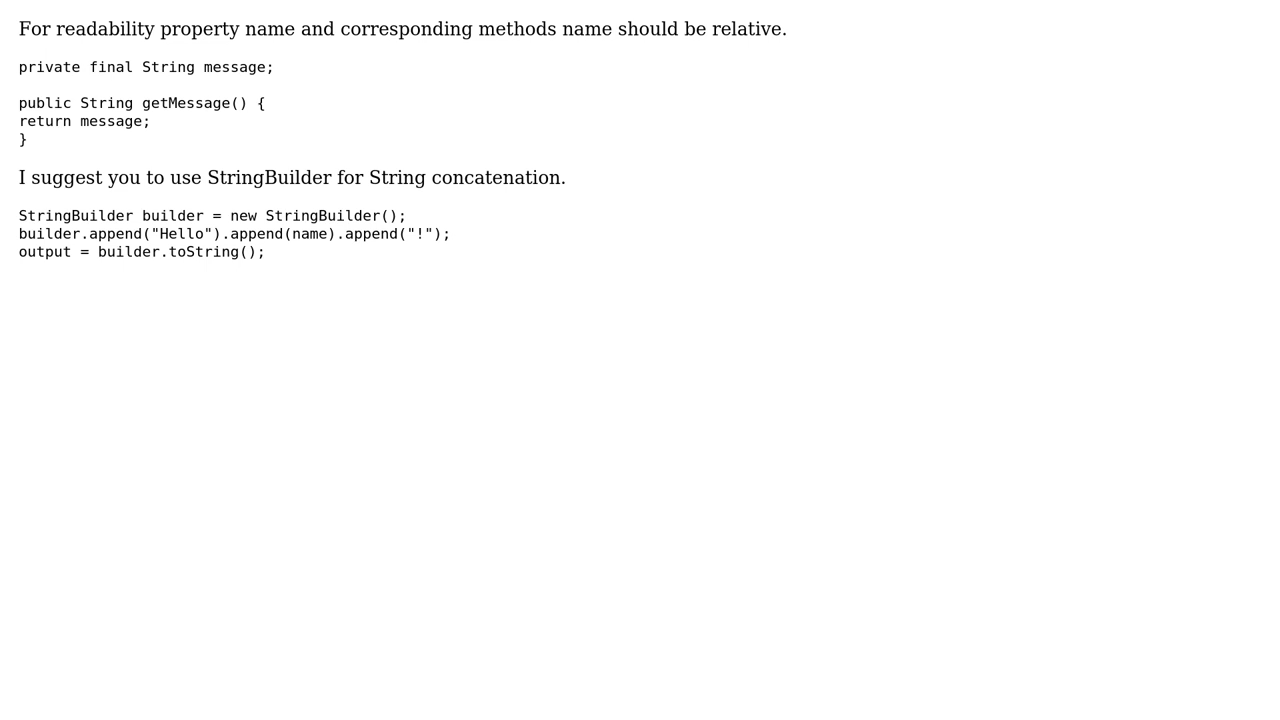 For readability property name and corresponding methods name should be relative.
private final String message;
public String getMessage() {
return message;
}
I suggest you to use StringBuilder for String concatenation.
StringBuilder builder = new StringBuilder();
builder.append("Hello").append(name).append("!");
output = builder.toString();